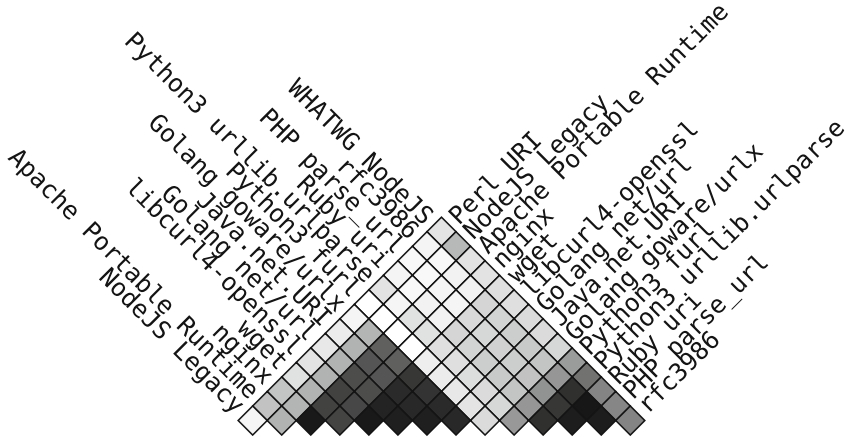 WHATWG NodeJS
rfc3986
PHP parse_url
Ruby uri
Python3 urllib.urlparse
Python3 furl
Golang goware/urlx
Java.net.URI
Golang net/url
libcurl4-openssl
wget
nginx
Apache Portable Runtime
NodeJS Legacy
Perl URI
NodeJS Legacy
Apache Portable Runtime
nginx
wget
Libcurl4-openssl
Golang net/url
Java.net URI
Golang goware/urlx
Python3 furl
Python3 urllib.urlparse
Ruby uri
PHP parse_url
rfc3986